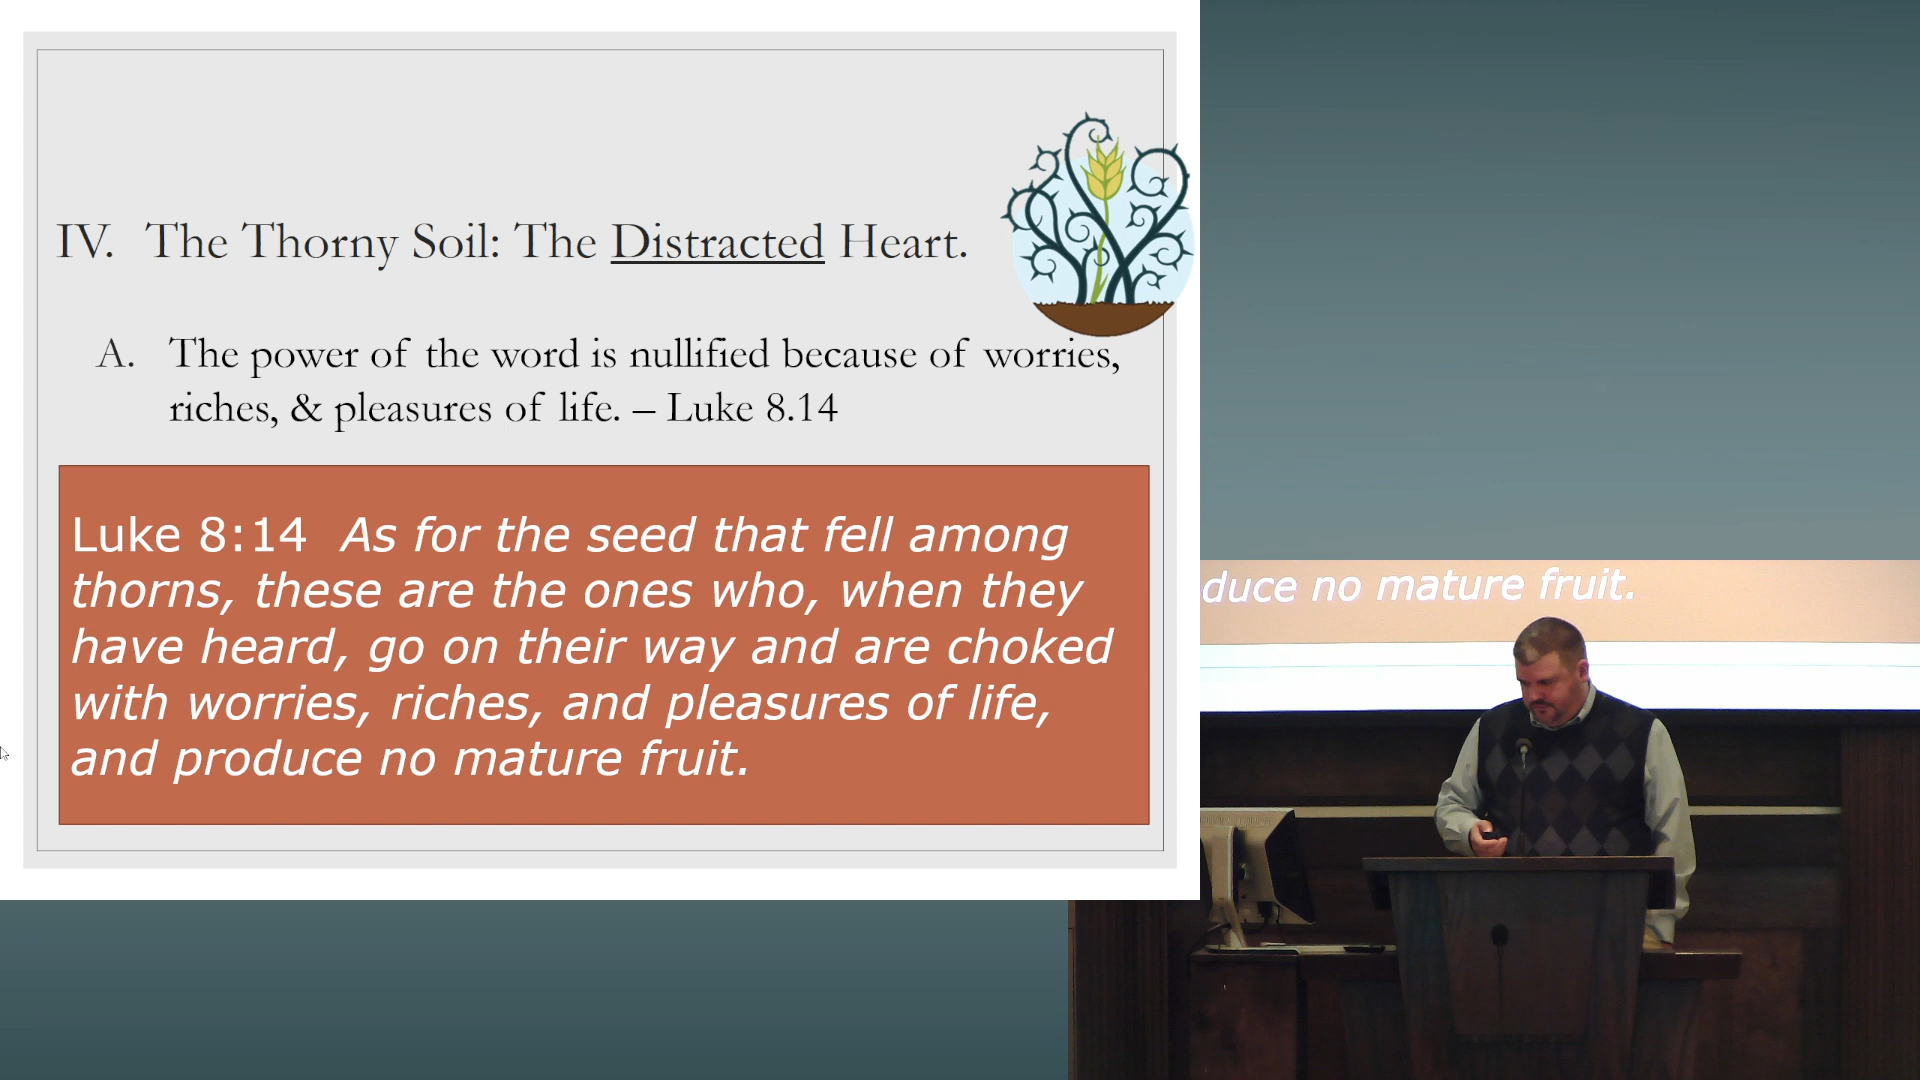 IV. The Thorny Soil: The Distracted Heart.
A. The power of the word is nullified because of worries,
riches, & pleasures of life. – Luke 8.14
Luke 8:14 As for the seed that fell among
thorns, these are the ones who, when they
have heard, go on their way and are choked
with worries, riches, and pleasures of life,
and produce no mature fruit.
duce no mature fruit.